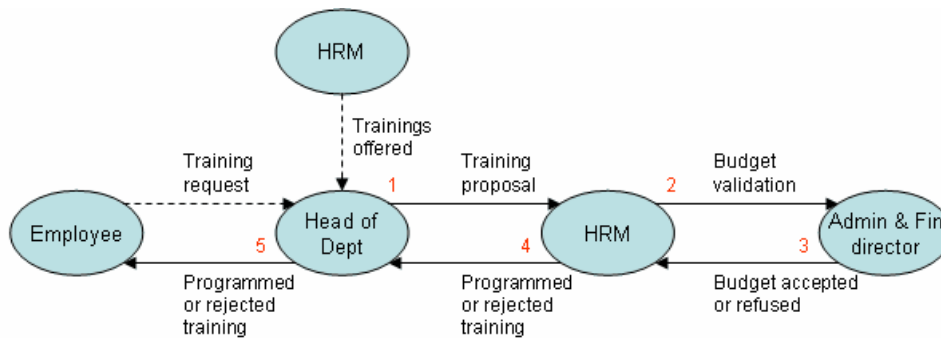 HRM
Trainings
offered
Training
request
1
Training
proposal
2
Budget
validation
Employee
Head of
Dept
HRM
Admin & Fin
director
5
4
3
Programmed
or rejected
training
Programmed
or rejected
training
Budget accepted
or refused